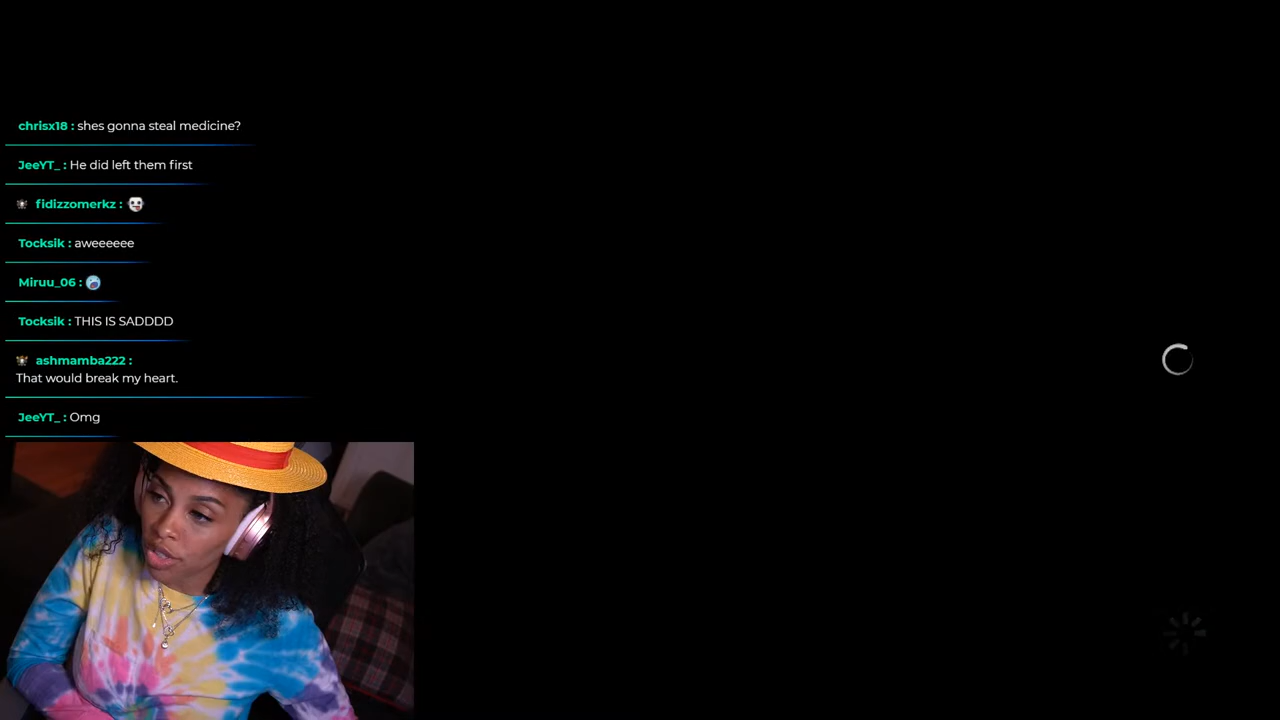 chrisx18 : shes gonna steal medicine?
JeeYT_ : He did left them first
fidizzomerkz :
Tocksik : aweeeeee
Miruu_06 :
Tocksik : THIS IS SADDDD
ashmamba222 :
That would break my heart.
JeeYT_ : Omg